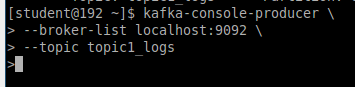 [student@192 ~]$ kafka-console-producer \
> --broker-list localhost:9092 \
> --topic topic1_logs
>